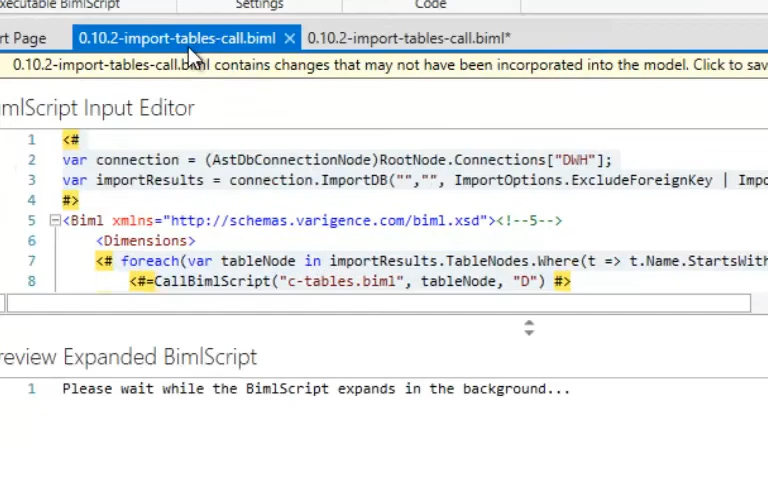 xecutable BimlScript Settings Code
rt Page 0.10.2-import-tables-call.biml × 0.10.2-import-tables-call.biml*
0.10.2-import-tables-call.biml contains changes that may not have been incorporated into the model. Click to sav
imlScript Input Editor
1 <#
2 var connection = (AstDbConnectionNode)RootNode.Connections["DWH"];
3 var importResults = connection.ImportDB("","", ImportOptions.ExcludeForeignKey | Impo
4 #>
5 <Biml xmlns="http://schemas.varigence.com/biml.xsd"><!--5-->
6 <Dimensions>
7 <# foreach(var tableNode in importResults.TableNodes.Where(t => t.Name.StartsWith
8 <#=CallBimlScript("c-tables.biml", tableNode, "D") #>
review Expanded BimlScript
1 Please wait while the BimlScript expands in the background...